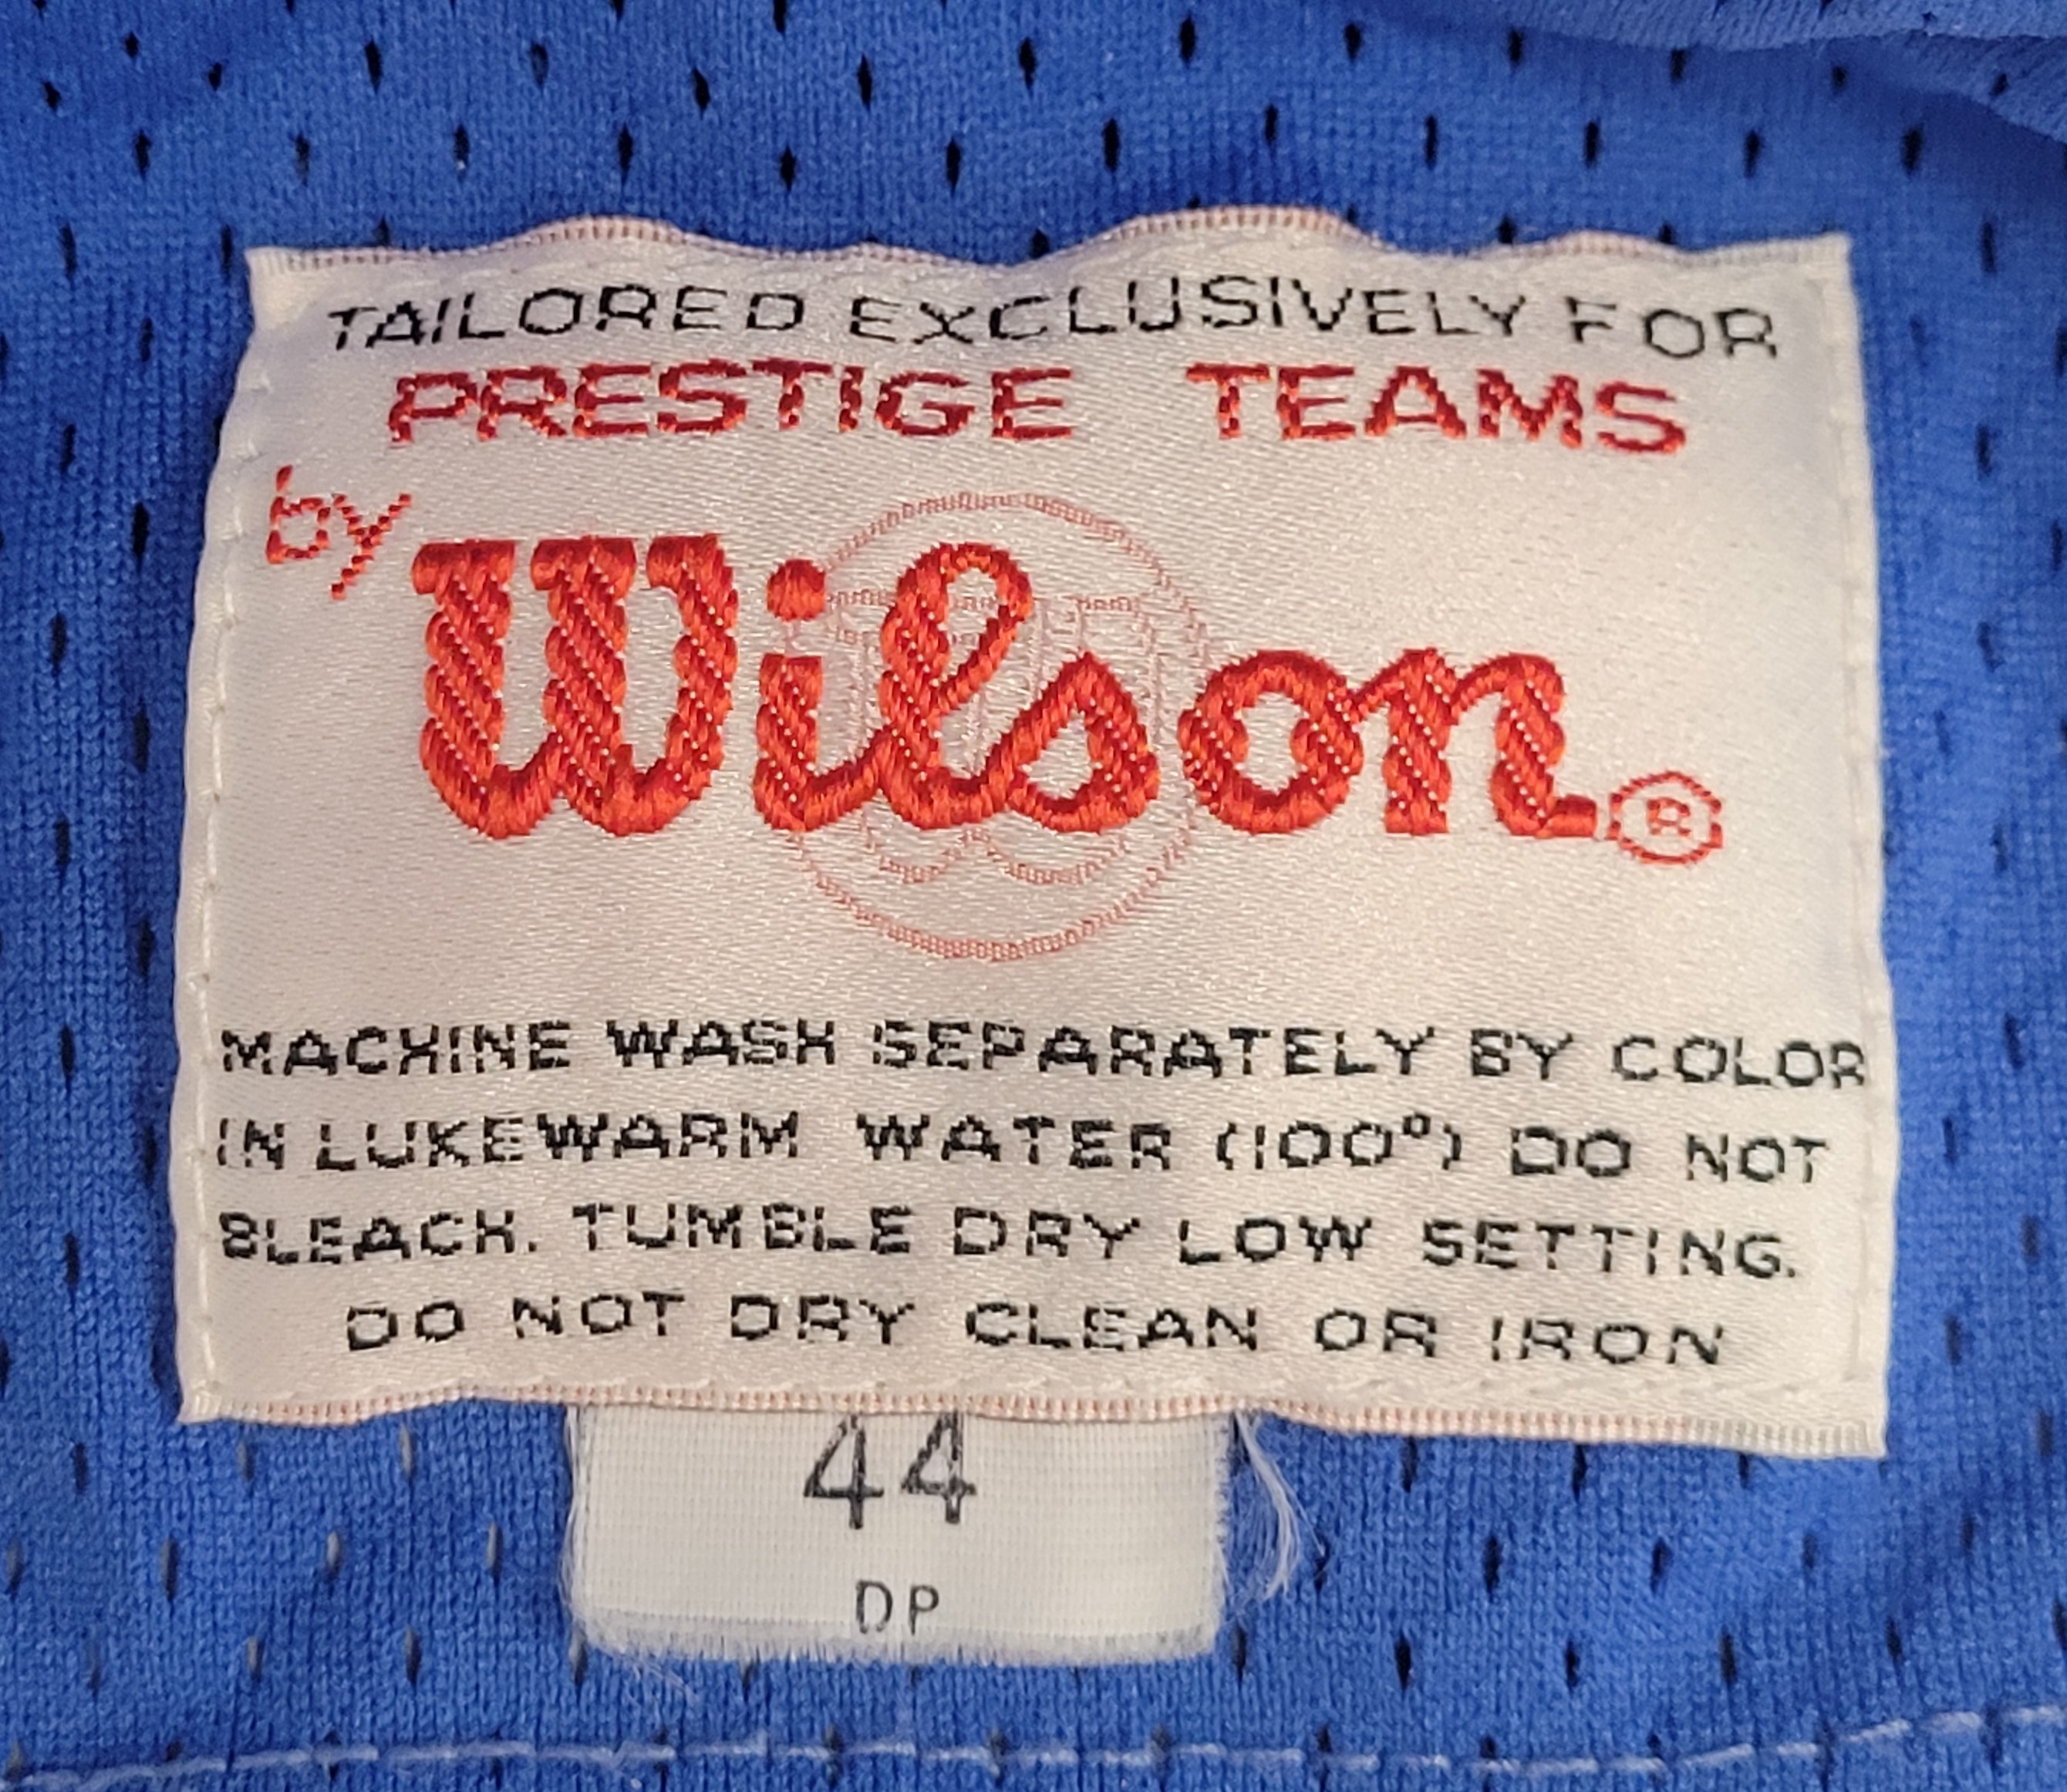 TAILORED EXCLUSIVELY FOR
PRESTIGE TEAMS
by Wilson®
MACHINE WASH SEPARATELY BY COLOR
IN LUKEWARM WATER (100°) DO NOT
BLEACH. TUMBLE DRY LOW SETTING.
DO NOT DRY CLEAN OR IRON
44
DP